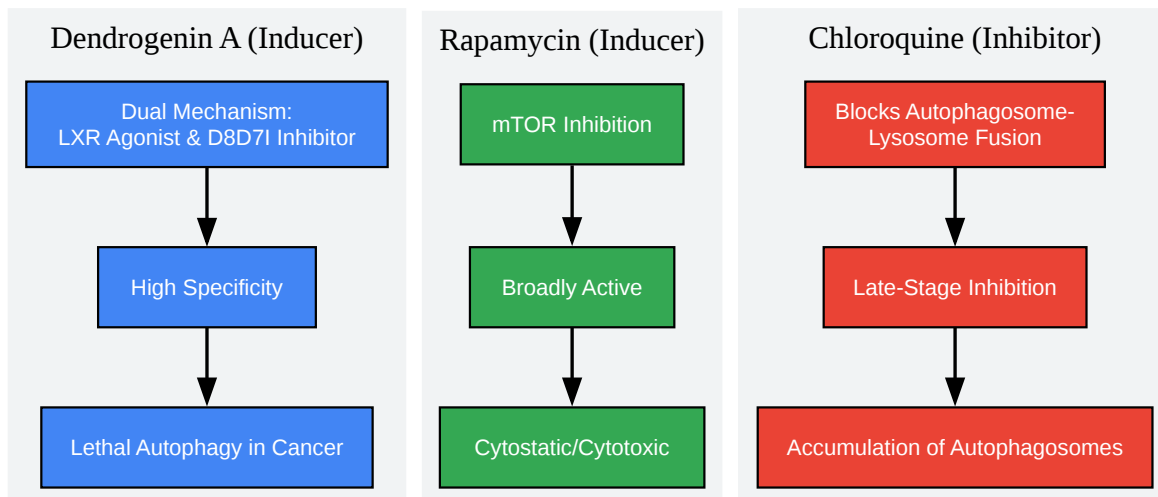 Dendrogenin A (Inducer)
Dual Mechanism:
LXR Agonist & D8D7I Inhibitor
High Specificity
Lethal Autophagy in Cancer
Rapamycin (Inducer)
mTOR Inhibition
Broadly Active
Cytostatic/Cytotoxic
Chloroquine (Inhibitor)
Blocks Autophagosome-
Lysosome Fusion
Late-Stage Inhibition
Accumulation of Autophagosomes